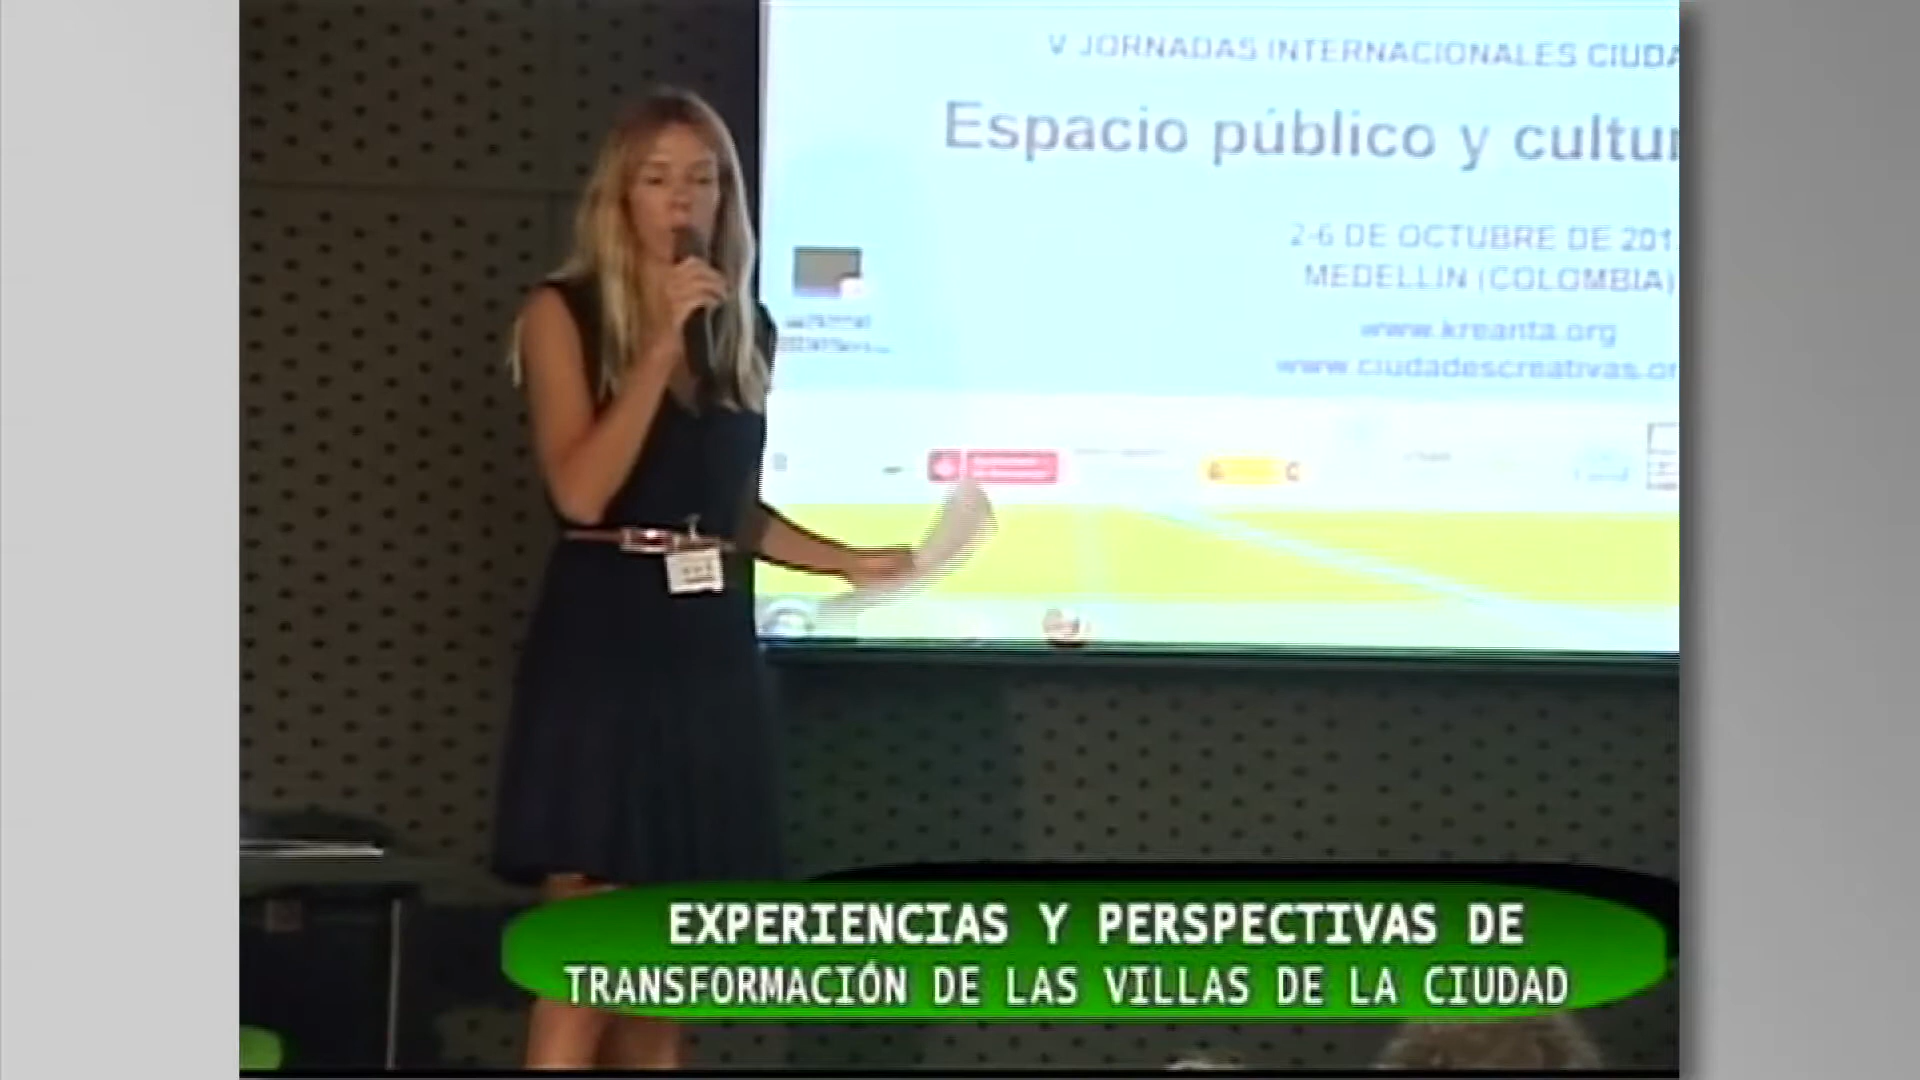 V JORNADAS INTERNACIONALES CIUDA
Espacio público y cultur
2-6 DE OCTUBRE DE 201
MEDELLIN (COLOMBIA)
www.kreanta.org
www.ciudadescreativas.or
EXPERIENCIAS Y PERSPECTIVAS DE
TRANSFORMACIÓN DE LAS VILLAS DE LA CIUDAD